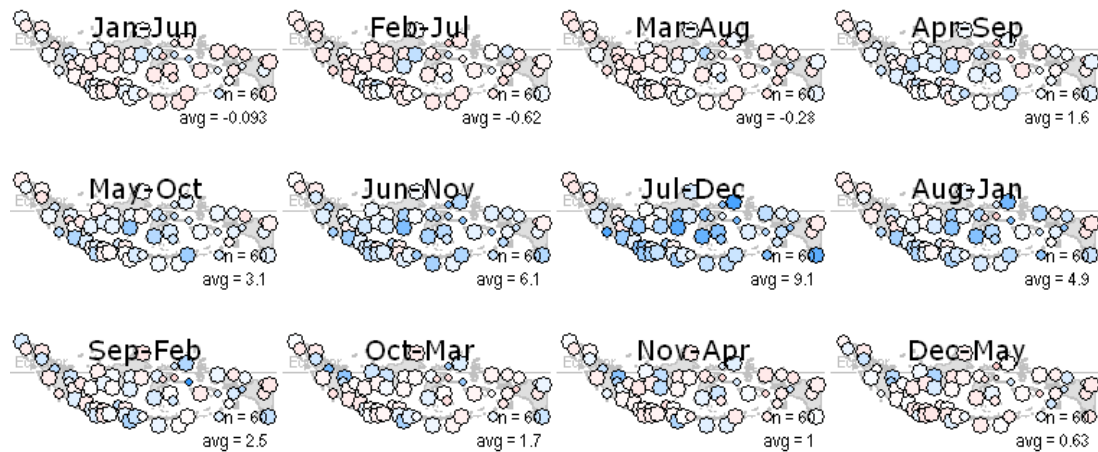 Jan-Jun
n = 60
avg = -0.093
Feb-Jul
n = 60
avg = -0.62
Mar-Aug
n = 60
avg = -0.28
Apr-Sep
n = 60
avg = 1.6
May-Oct
n = 60
avg = 3.1
Jun-Nov
n = 60
avg = 6.1
Jul-Dec
n = 60
avg = 9.1
Aug-Jan
n = 60
avg = 4.9
Sep-Feb
n = 60
avg = 2.5
Oct-Mar
n = 60
avg = 1.7
Nov-Apr
n = 60
avg = 1
Dec-May
n = 60
avg = 0.63